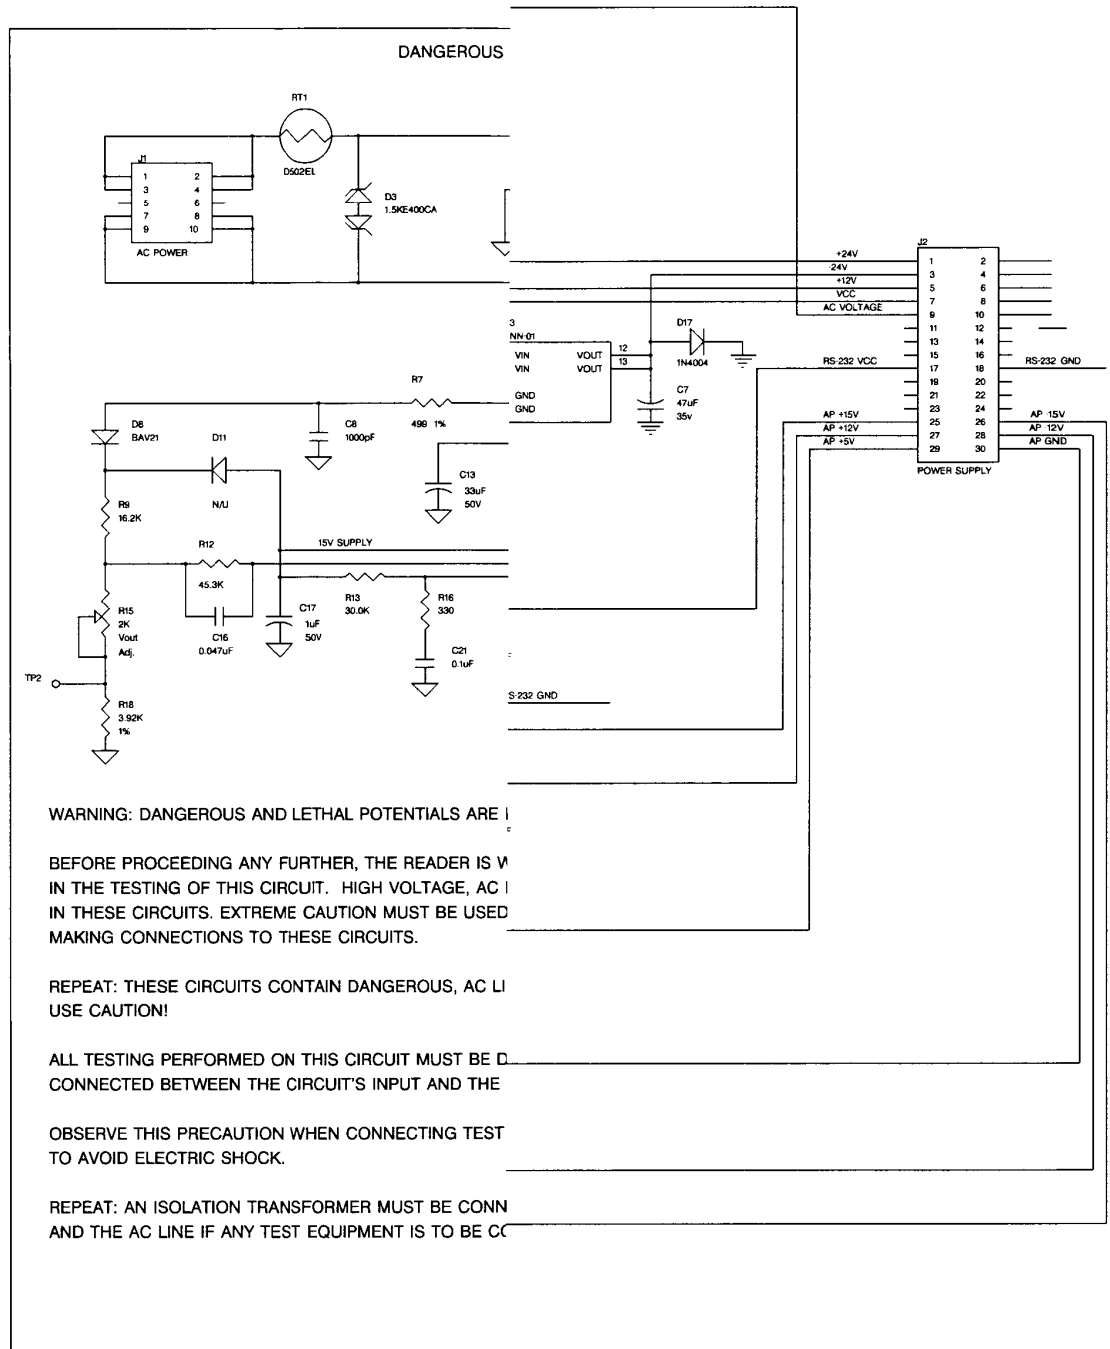 DANGEROUS
RT1
D502EL
J1
1 2
3 4
5 6
7 8
9 10
AC POWER
D3
1.5KE400CA
R7
499 1%
D8
BAV21
D11
N/U
C8
1000pF
C13
33uF
50V
R9
16.2K
R12
45.3K
15V SUPPLY
R15
2K
Vout
Adj.
C16
0.047uF
C17
1uF
50V
R13
30.0K
R16
330
C21
0.1uF
TP2
R18
3.92K
1%
WARNING: DANGEROUS AND LETHAL POTENTIALS ARE
BEFORE PROCEEDING ANY FURTHER, THE READER IS
IN THE TESTING OF THIS CIRCUIT. HIGH VOLTAGE, AC
IN THESE CIRCUITS. EXTREME CAUTION MUST BE USED
MAKING CONNECTIONS TO THESE CIRCUITS.
REPEAT: THESE CIRCUITS CONTAIN DANGEROUS, AC LI
USE CAUTION!
ALL TESTING PERFORMED ON THIS CIRCUIT MUST BE
CONNECTED BETWEEN THE CIRCUIT'S INPUT AND THE
OBSERVE THIS PRECAUTION WHEN CONNECTING TEST
TO AVOID ELECTRIC SHOCK.
REPEAT: AN ISOLATION TRANSFORMER MUST BE CONN
AND THE AC LINE IF ANY TEST EQUIPMENT IS TO BE
3
NN-01
VIN VOUT 12
VIN VOUT 13
GND
GND
D17
1N4004
C7
47uF
35v
S-232 GND
J2
+24V 1 2
-24V 3 4
+12V 5 6
VCC 7 8
AC VOLTAGE 9 10
11 12
13 14
15 16
RS-232 VCC 17 18 RS-232 GND
19 20
21 22
23 24
AP +15V 25 26 AP -15V
AP +12V 27 28 AP -12V
AP +5V 29 30 AP GND
POWER SUPPLY